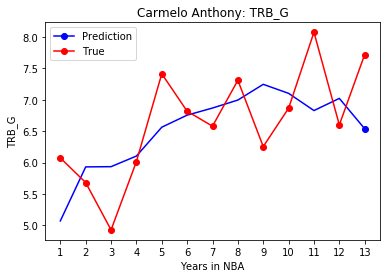 Carmelo Anthony: TRB_G
Prediction
True
8.0
7.5
7.0
6.5
6.0
5.5
5.0
TRB_G
1 2 3 4 5 6 7 8 9 10 11 12 13
Years in NBA